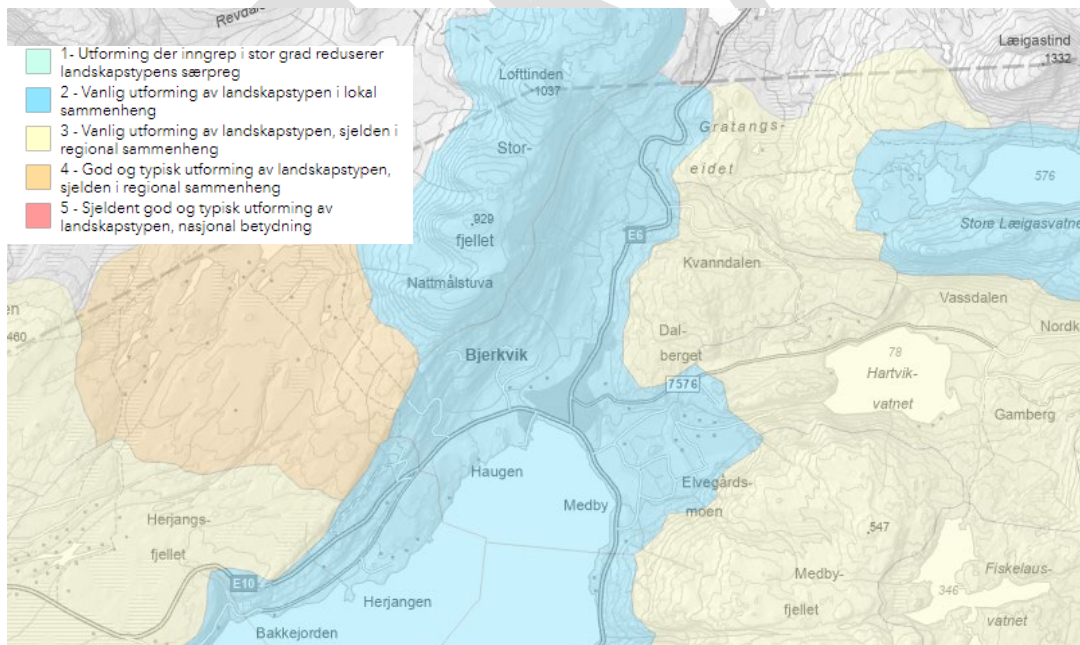 Revdal
Læigastind
1332
1- Utforming der inngrep i stor grad reduserer
landskapstypens særpreg
2 - Vanlig utforming av landskapstypen i lokal
sammenheng
3 - Vanlig utforming av landskapstypen, sjelden i
regional sammenheng
4 - God og typisk utforming av landskapstypen,
sjelden i regional sammenheng
5 - Sjeldent god og typisk utforming av
landskapstypen, nasjonal betydning
Lofttinden
1037
Gratangs-
eidet
Stor-
576
929
fjellet
E6
Store Læigasvatne
Kvanndalen
Nattmålstuva
Vassdalen
en
460
Dal-
berget
Nordk
Bjerkvik
78
Hartvik-
vatnet
7576
Gamberg
Haugen
Elvegårds-
moen
Medby
Herjangs-
fjellet
547
Medby-
fjellet
Fiskelaus-
vatnet
346
E10
Herjangen
Bakkejorden